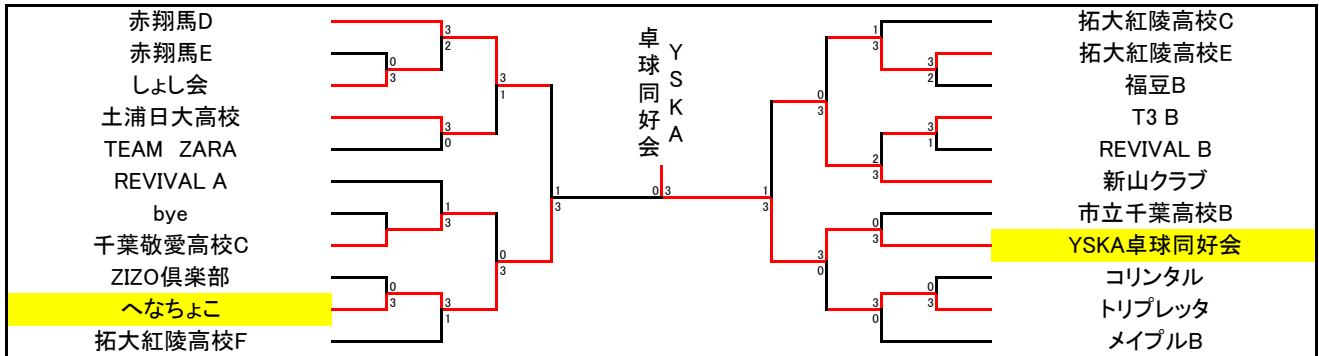 赤翔馬D
赤翔馬E
しょし会
土浦日大高校
TEAM ZARA
REVIVAL A
bye
千葉敬愛高校C
ZIZO倶楽部
へなちょこ
拓大紅陵高校F
3
2
0
3
3
1
3
0
1
3
1
3
0
3
0
3
3
1
YSKA
卓球同好会
0 3
1
3
0
3
1
3
3
2
3
1
2
3
0
3
3
0
0
3
3
0
拓大紅陵高校C
拓大紅陵高校E
福豆B
T3 B
REVIVAL B
新山クラブ
市立千葉高校B
YSKA卓球同好会
コリンタル
トリプレッタ
メイプルB